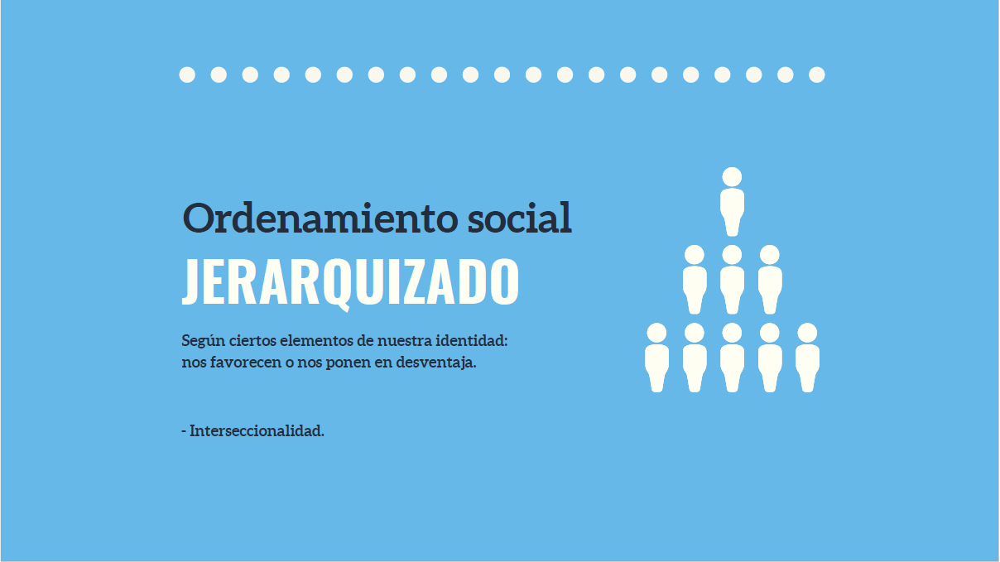 Ordenamiento social
JERARQUIZADO
Según ciertos elementos de nuestra identidad:
nos favorecen o nos ponen en desventaja.
- Interseccionalidad.